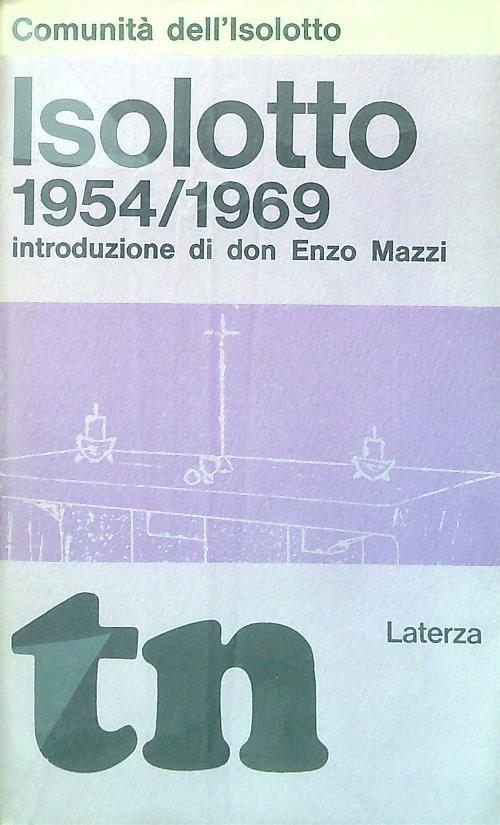 Comunità dell'Isolotto
Isolotto
1954/1969
introduzione di don Enzo Mazzi
tn
Laterza